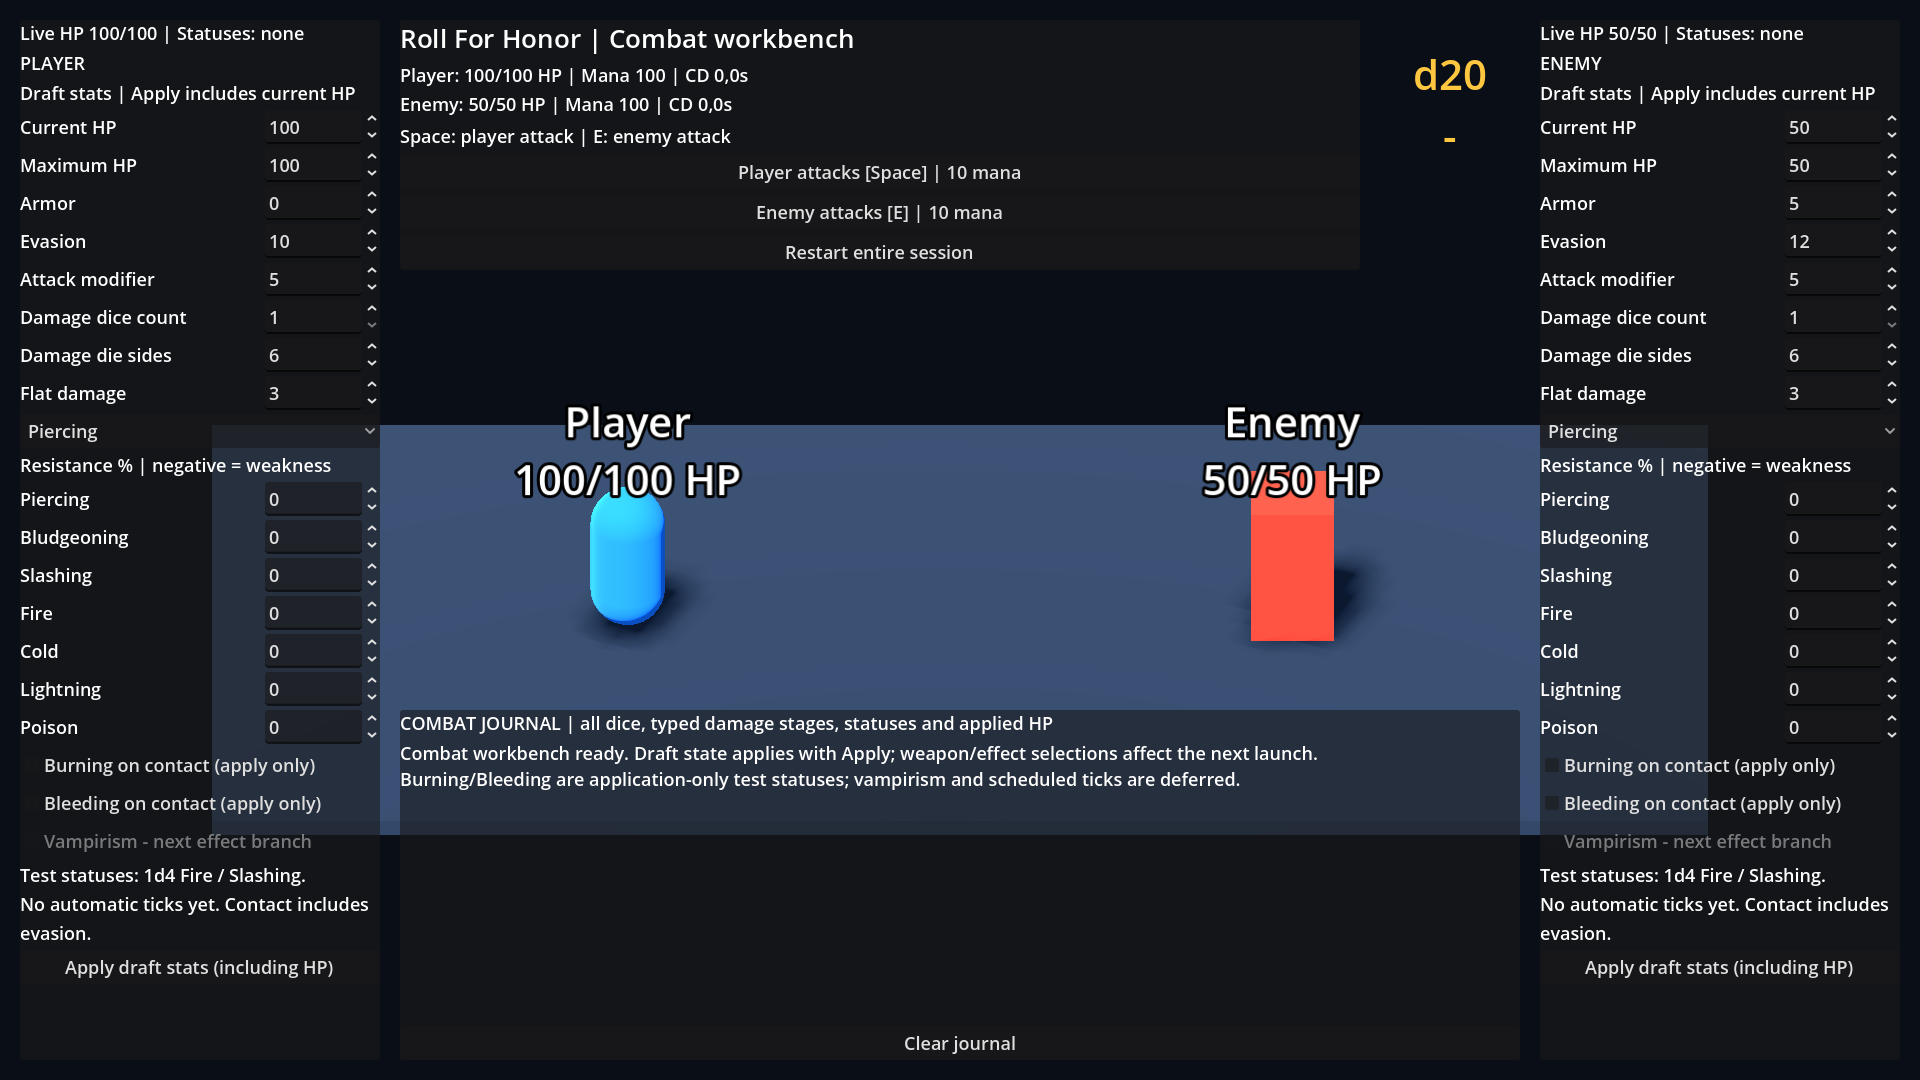 Live HP 100/100 | Statuses: none
PLAYER
Draft stats | Apply includes current HP
Current HP 100
Maximum HP 100
Armor 0
Evasion 10
Attack modifier 5
Damage dice count 1
Damage die sides 6
Flat damage 3
Piercing
Resistance % | negative = weakness
Piercing 0
Bludgeoning 0
Slashing 0
Fire 0
Cold 0
Lightning 0
Poison 0
Burning on contact (apply only)
Bleeding on contact (apply only)
Vampirism - next effect branch
Test statuses: 1d4 Fire / Slashing.
No automatic ticks yet. Contact includes
evasion.
Apply draft stats (including HP)
Roll For Honor | Combat workbench
Player: 100/100 HP | Mana 100 | CD 0,0s
Enemy: 50/50 HP | Mana 100 | CD 0,0s
Space: player attack | E: enemy attack
Player attacks [Space] | 10 mana
Enemy attacks [E] | 10 mana
Restart entire session
d20
-
Player
100/100 HP
Enemy
50/50 HP
COMBAT JOURNAL | all dice, typed damage stages, statuses and applied HP
Combat workbench ready. Draft state applies with Apply; weapon/effect selections affect the next launch.
Burning/Bleeding are application-only test statuses; vampirism and scheduled ticks are deferred.
Clear journal
Live HP 50/50 | Statuses: none
ENEMY
Draft stats | Apply includes current HP
Current HP 50
Maximum HP 50
Armor 5
Evasion 12
Attack modifier 5
Damage dice count 1
Damage die sides 6
Flat damage 3
Piercing
Resistance % | negative = weakness
Piercing 0
Bludgeoning 0
Slashing 0
Fire 0
Cold 0
Lightning 0
Poison 0
Burning on contact (apply only)
Bleeding on contact (apply only)
Vampirism - next effect branch
Test statuses: 1d4 Fire / Slashing.
No automatic ticks yet. Contact includes
evasion.
Apply draft stats (including HP)